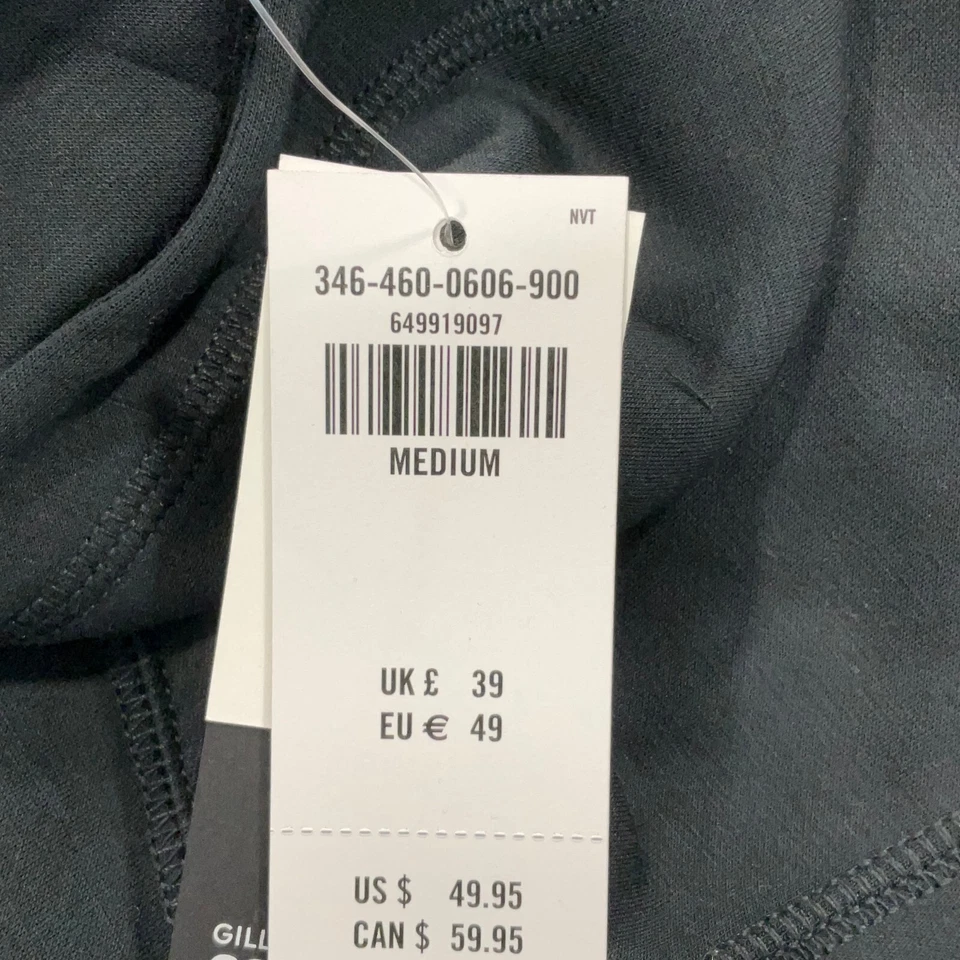 NVT
346-460-0606-900
649919097
MEDIUM
UK £ 39
EU € 49
US $ 49.95
CAN $ 59.95
GILL